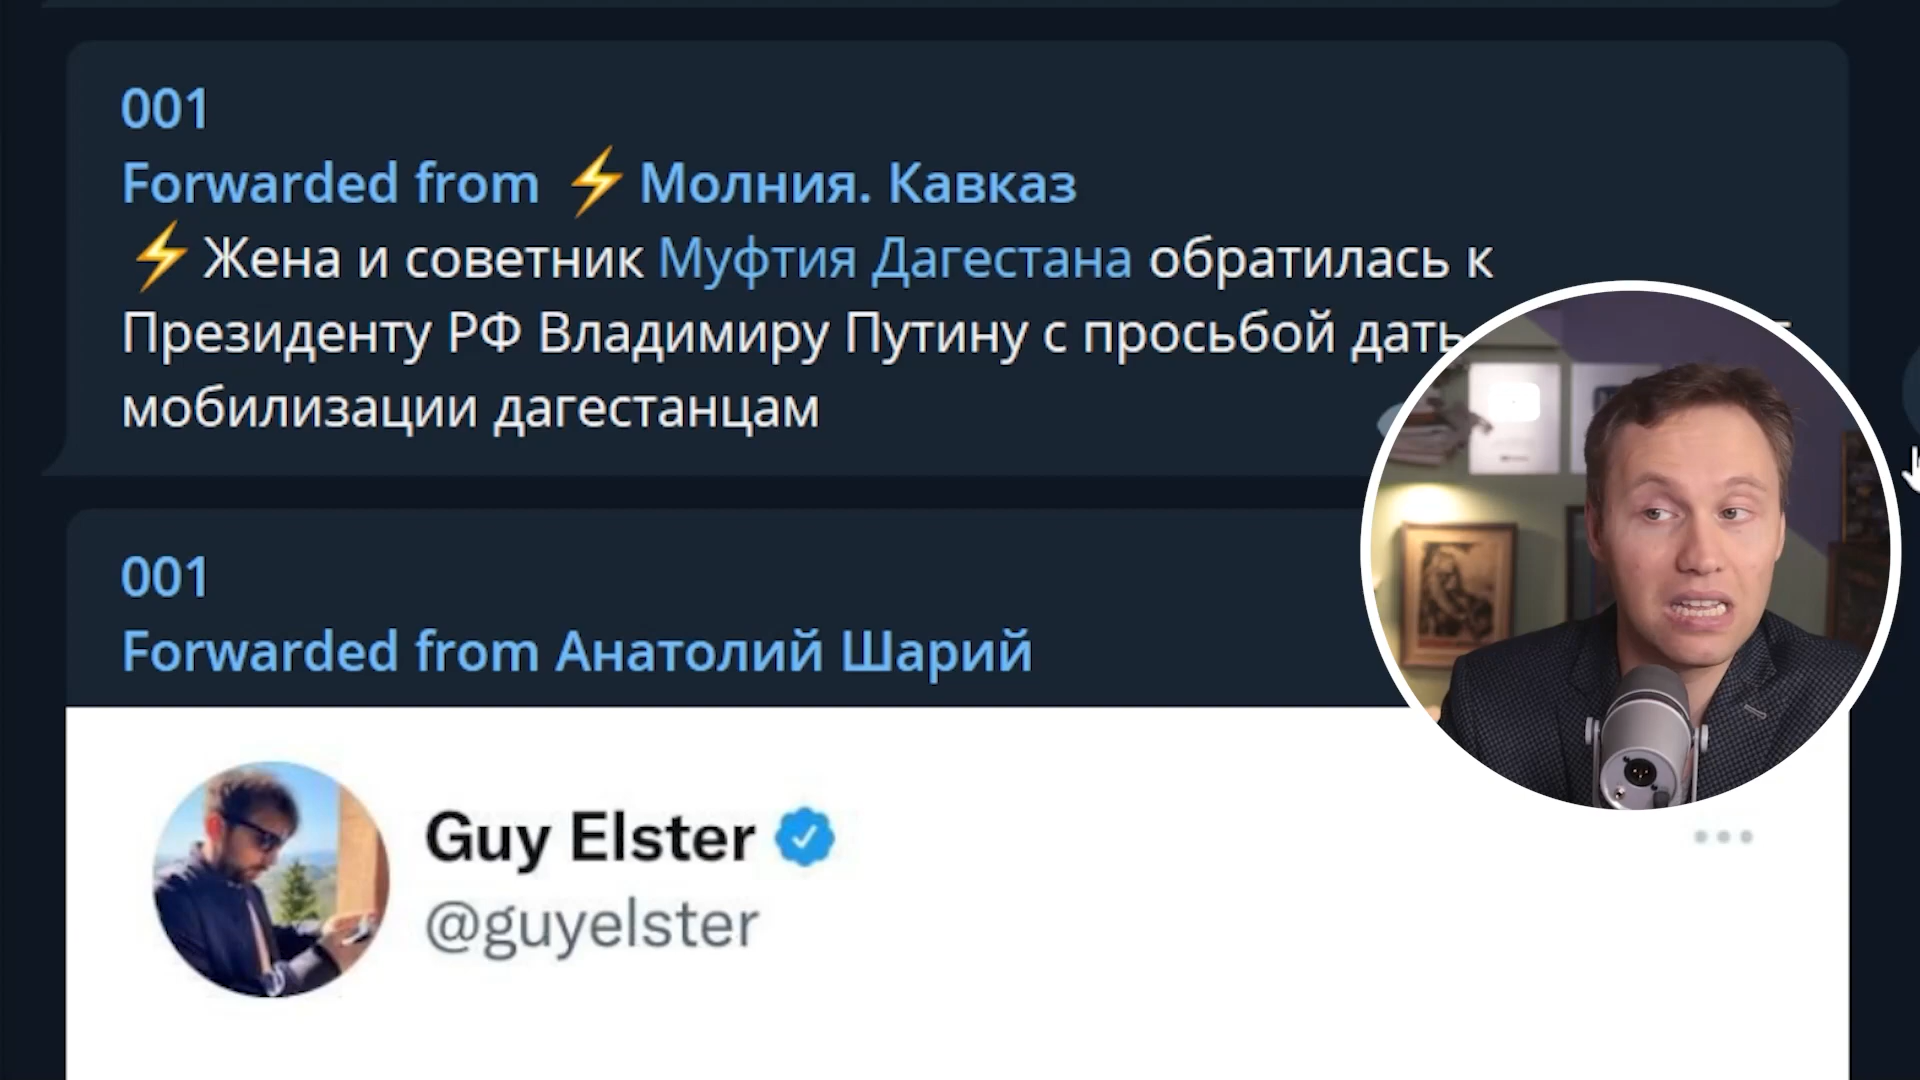 001
Forwarded from ⚡ Молния. Кавказ
⚡ Жена и советник Муфтия Дагестана обратилась к
Президенту РФ Владимиру Путину с просьбой дать
мобилизации дагестанцам
001
Forwarded from Анатолий Шарий
Guy Elster
@guyelster